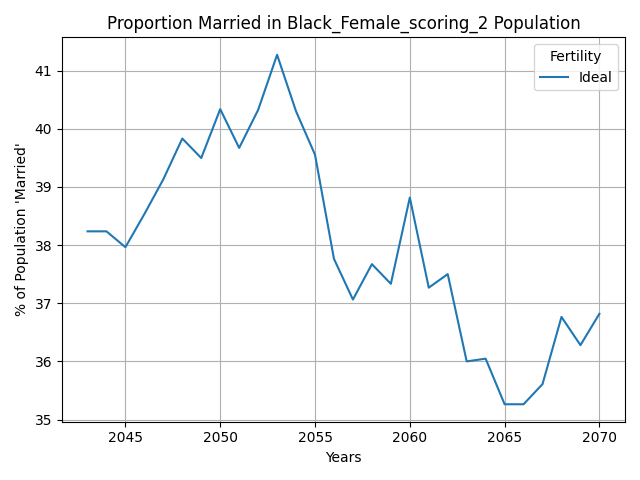 Proportion Married in Black_Female_scoring_2 Population
Fertility
Ideal
% of Population 'Married'
41
40
39
38
37
36
35
2045 2050 2055 2060 2065 2070
Years